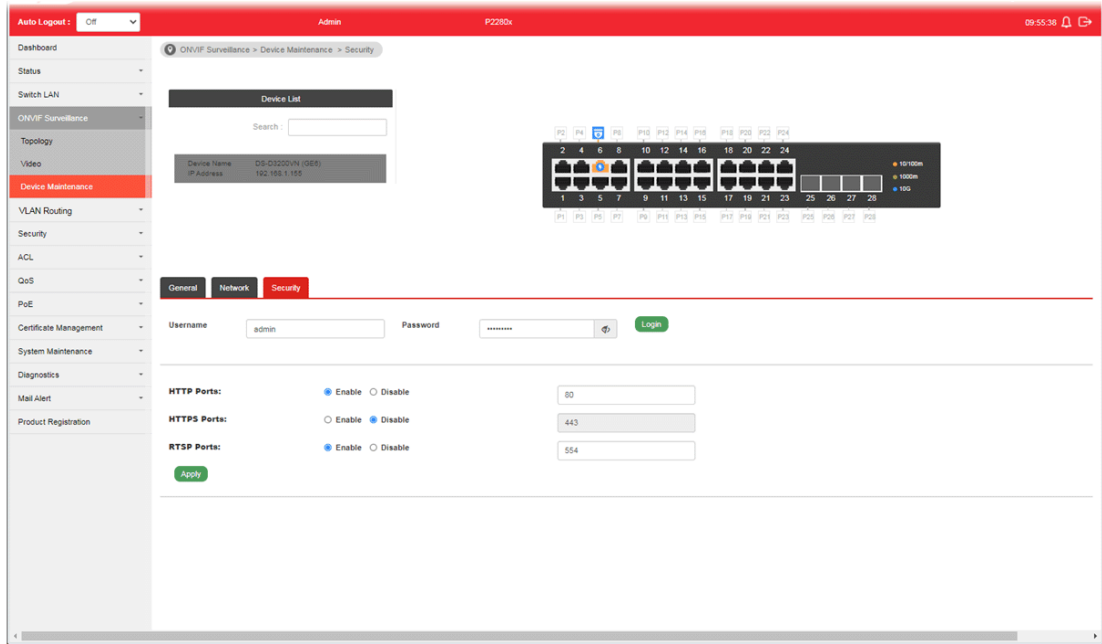 Auto Logout : Off Admin P2280x 09:55:38
Dashboard
Status
Switch LAN
ONVIF Surveillance
Topology
Video
Device Maintenance
VLAN Routing
Security
ACL
QoS
PoE
Certificate Management
System Maintenance
Diagnostics
Mail Alert
Product Registration
ONVIF Surveillance > Device Maintenance > Security
Device List
Search :
Device Name
IP Address 192.168.1.155
P2 P4 P8 P10 P12 P14 P16 P18 P20 P22 P24
2 4 6 8 10 12 14 16 18 20 22 24
10/100m
1000m
10G
1 3 5 7 9 11 13 15 17 19 21 23 25 26 27 28
P1 P3 P5 P7 P9 P11 P13 P15 P17 P19 P21 P23 P25 P26 P27 P28
General Network Security
Username admin Password ••••••••• Login
HTTP Ports: Enable Disable 80
HTTPS Ports: Enable Disable 443
RTSP Ports: Enable Disable 554
Apply